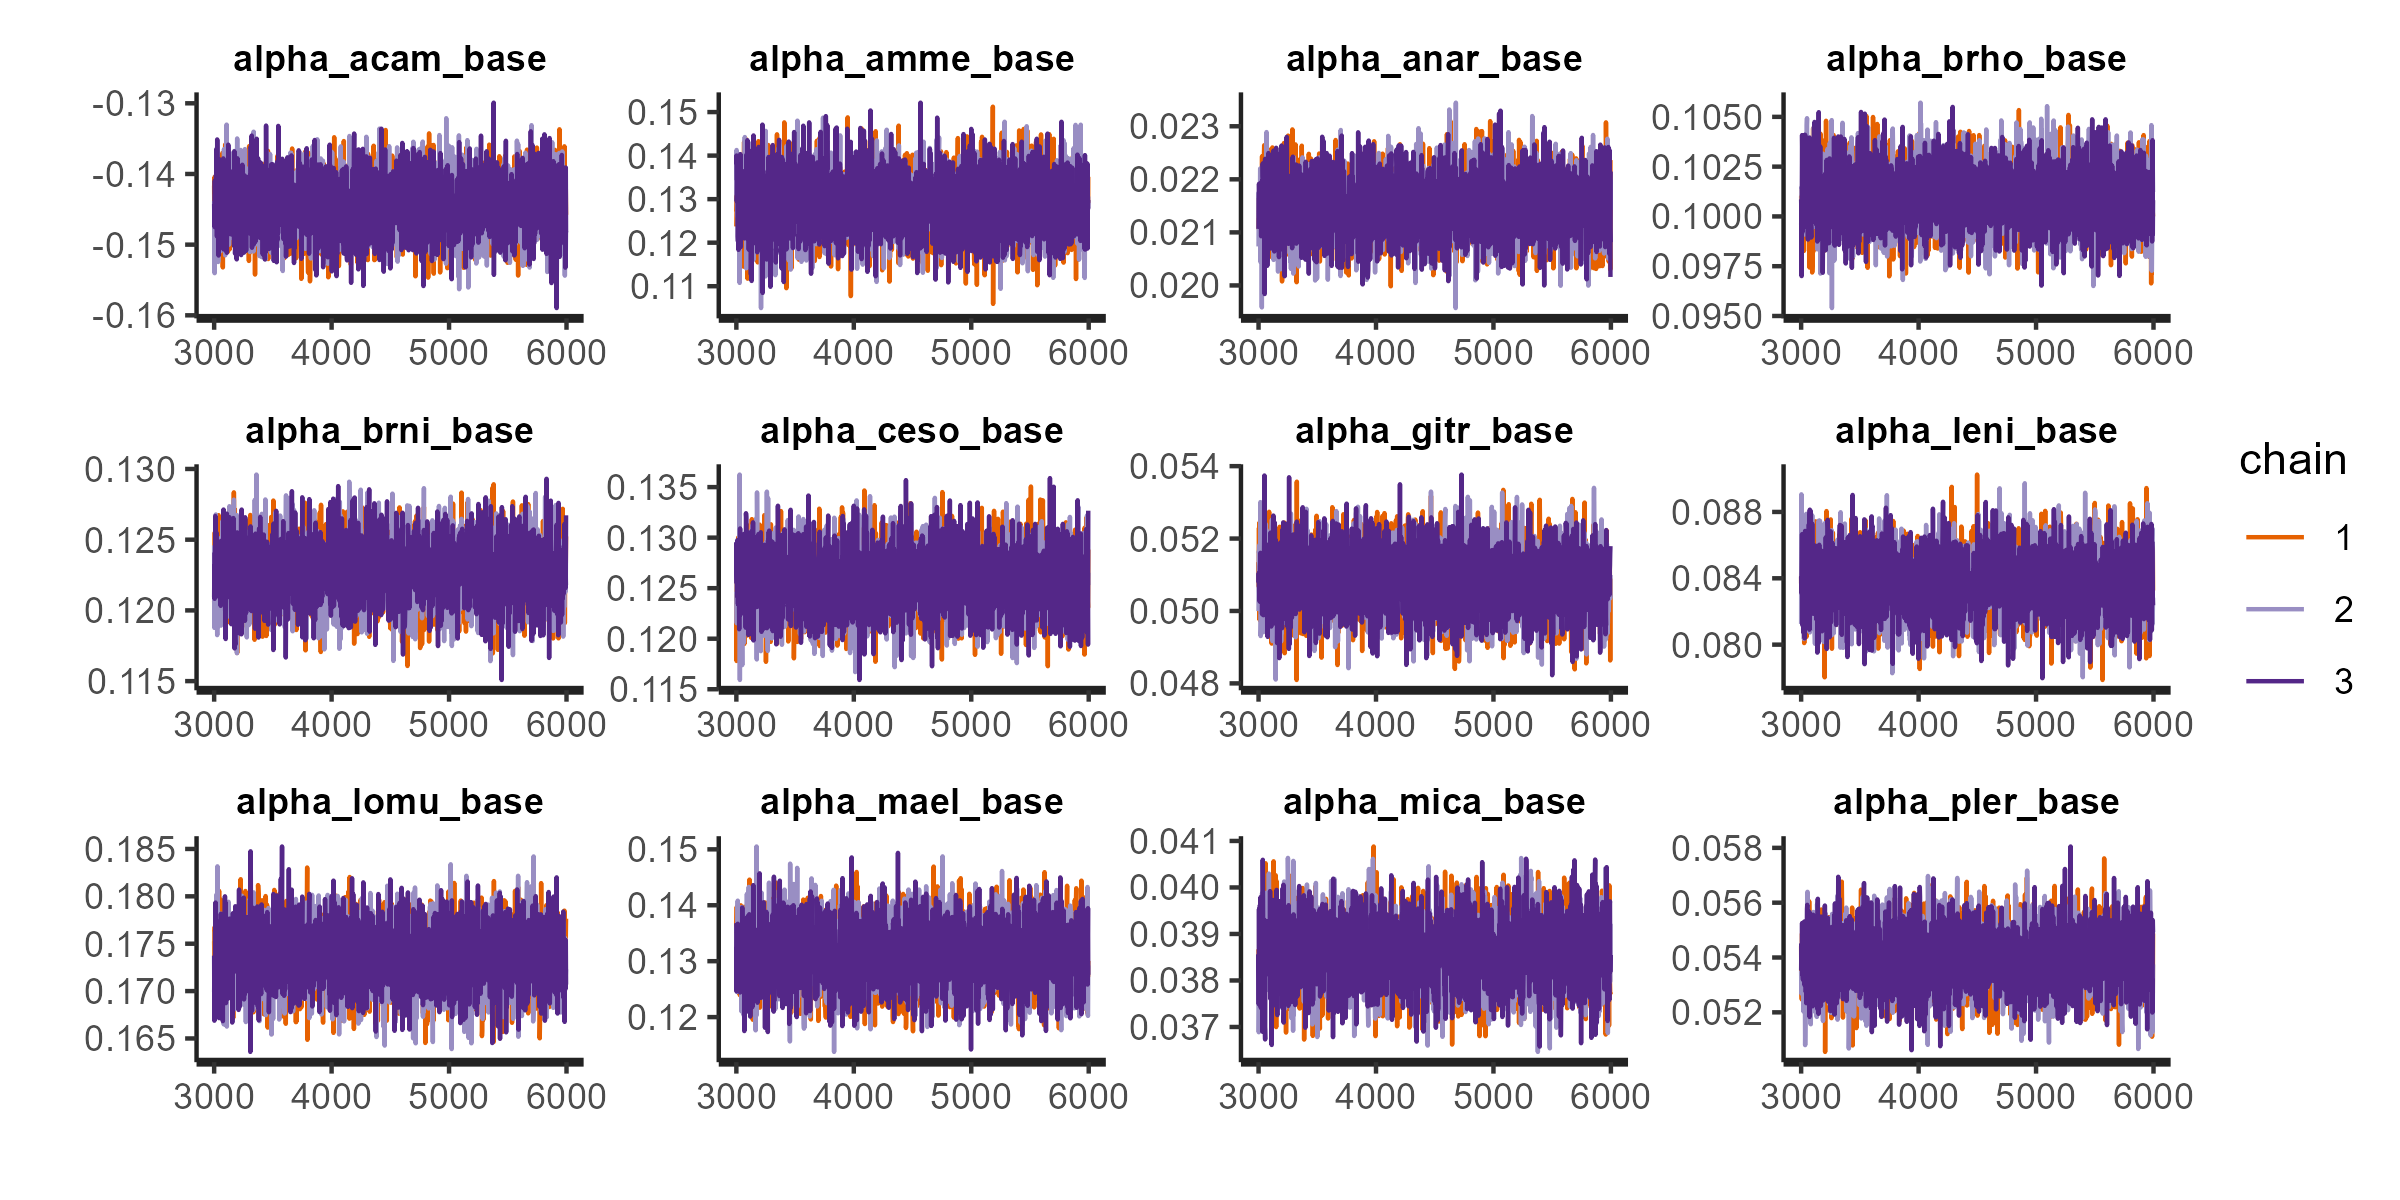 alpha_acam_base alpha_amme_base alpha_anar_base alpha_brho_base
-0.13 0.15 0.023 0.1050
-0.14 0.14 0.022 0.1025
-0.15 0.13 0.021 0.1000
-0.16 0.12 0.020 0.0975
0.11 0.0950
3000 4000 5000 6000 3000 4000 5000 6000 3000 4000 5000 6000 3000 4000 5000 6000
alpha_brni_base alpha_ceso_base alpha_gitr_base alpha_leni_base
0.130 0.135 0.054 0.088
0.125 0.130 0.052 0.084
0.120 0.125 0.050 0.080
0.115 0.120 0.048
0.115
3000 4000 5000 6000 3000 4000 5000 6000 3000 4000 5000 6000 3000 4000 5000 6000
chain
1
2
3
alpha_lomu_base alpha_mael_base alpha_mica_base alpha_pler_base
0.185 0.15 0.041 0.058
0.180 0.14 0.040 0.056
0.175 0.13 0.039 0.054
0.170 0.12 0.038 0.052
0.165 0.037
3000 4000 5000 6000 3000 4000 5000 6000 3000 4000 5000 6000 3000 4000 5000 6000